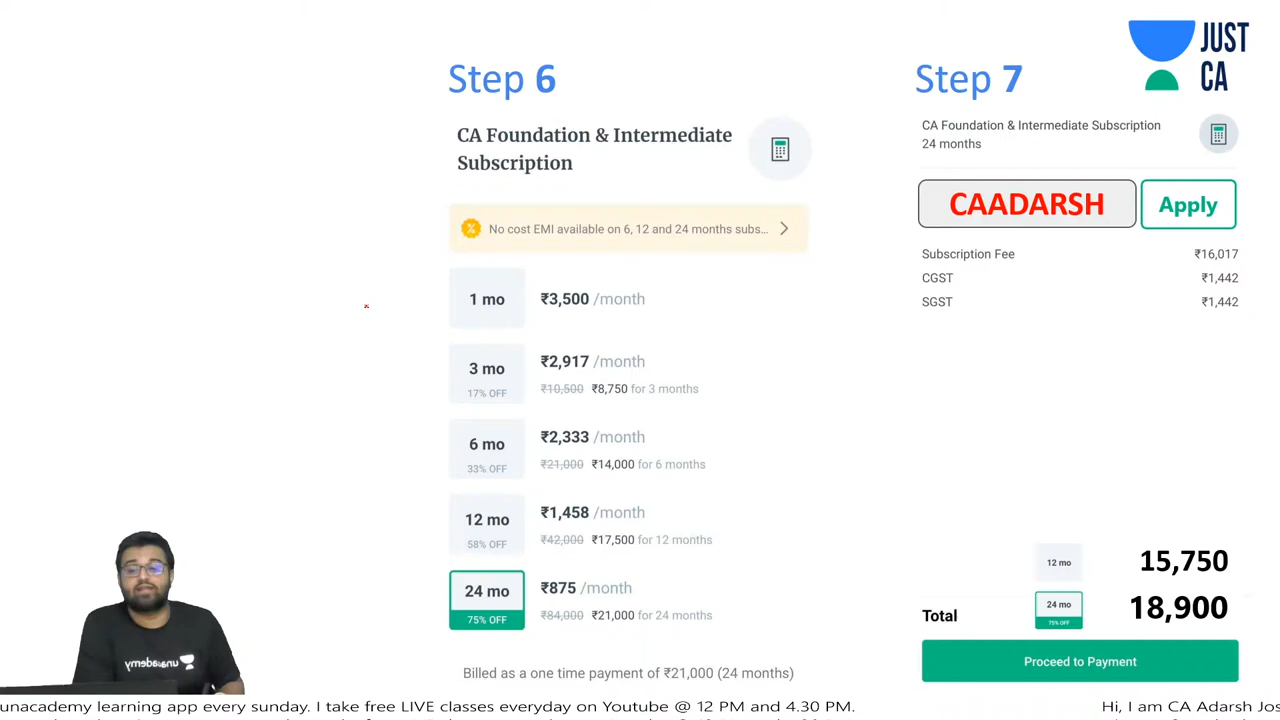 JUST
CA
Step 6
Step 7
CA Foundation & Intermediate
Subscription
No cost EMI available on 6, 12 and 24 months subs...
1 mo
₹3,500 /month
3 mo
17% OFF
₹2,917 /month
₹10,500 ₹8,750 for 3 months
6 mo
33% OFF
₹2,333 /month
₹21,000 ₹14,000 for 6 months
12 mo
58% OFF
₹1,458 /month
₹42,000 ₹17,500 for 12 months
24 mo
75% OFF
₹875 /month
₹84,000 ₹21,000 for 24 months
Billed as a one time payment of ₹21,000 (24 months)
CA Foundation & Intermediate Subscription
24 months
CAADARSH
Apply
Subscription Fee ₹16,017
CGST ₹1,442
SGST ₹1,442
12 mo 15,750
Total 24 mo 18,900
75% OFF
Proceed to Payment
unacademy
unacademy learning app every sunday. I take free LIVE classes everyday on Youtube @ 12 PM and 4.30 PM.
Hi, I am CA Adarsh Jos